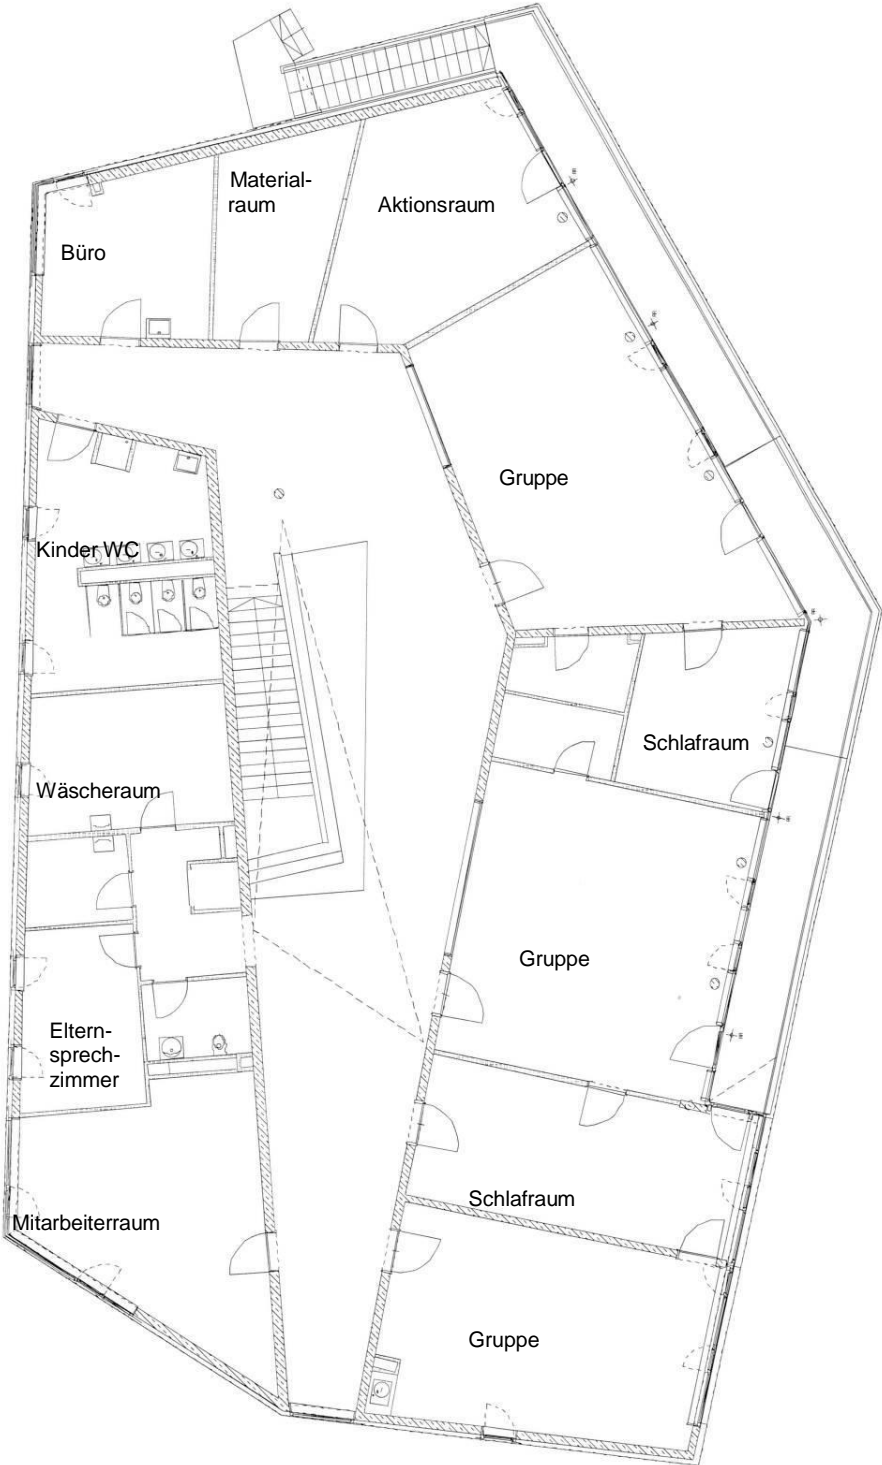 Material-
raum
Aktionsraum
Büro
Gruppe
Kinder WC
Schlafraum
Wäscheraum
Gruppe
Eltern-
sprech-
zimmer
Schlafraum
Mitarbeiterraum
Gruppe